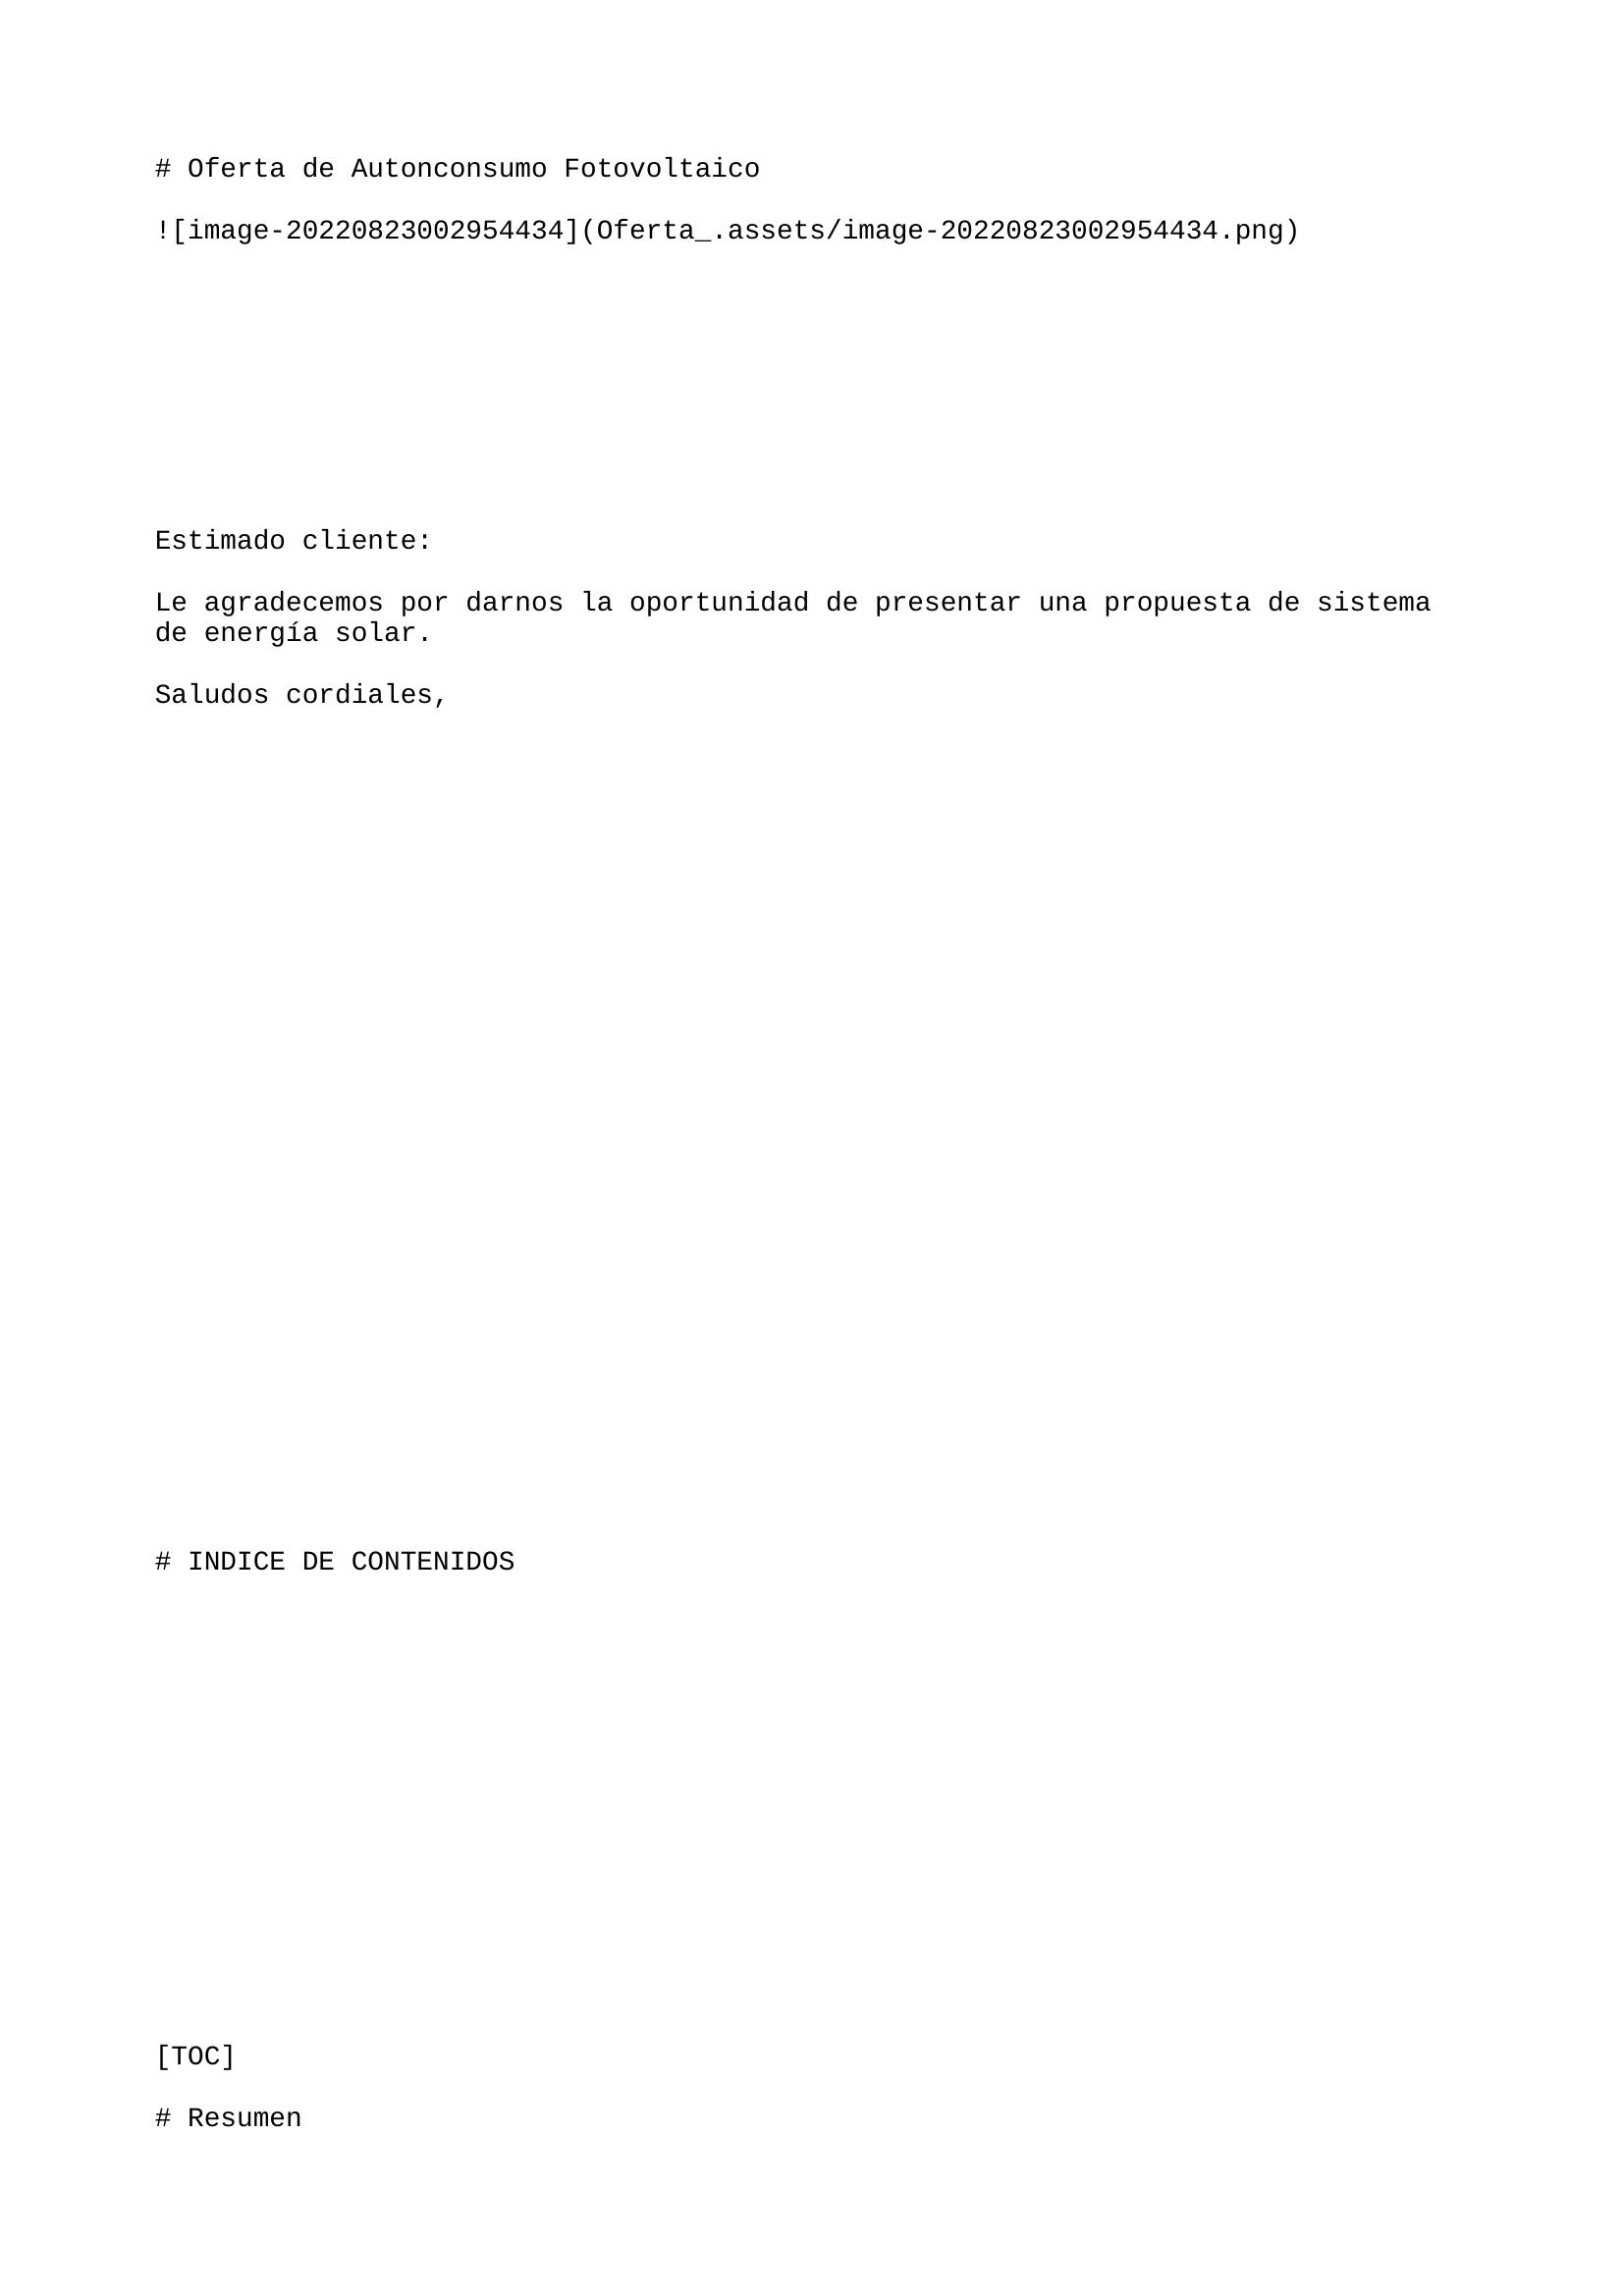 # Oferta de Autonconsumo Fotovoltaico
![image-20220823002954434](Oferta_.assets/image-20220823002954434.png)
Estimado cliente:
Le agradecemos por darnos la oportunidad de presentar una propuesta de sistema
de energía solar.
Saludos cordiales,
# INDICE DE CONTENIDOS
[TOC]
# Resumen